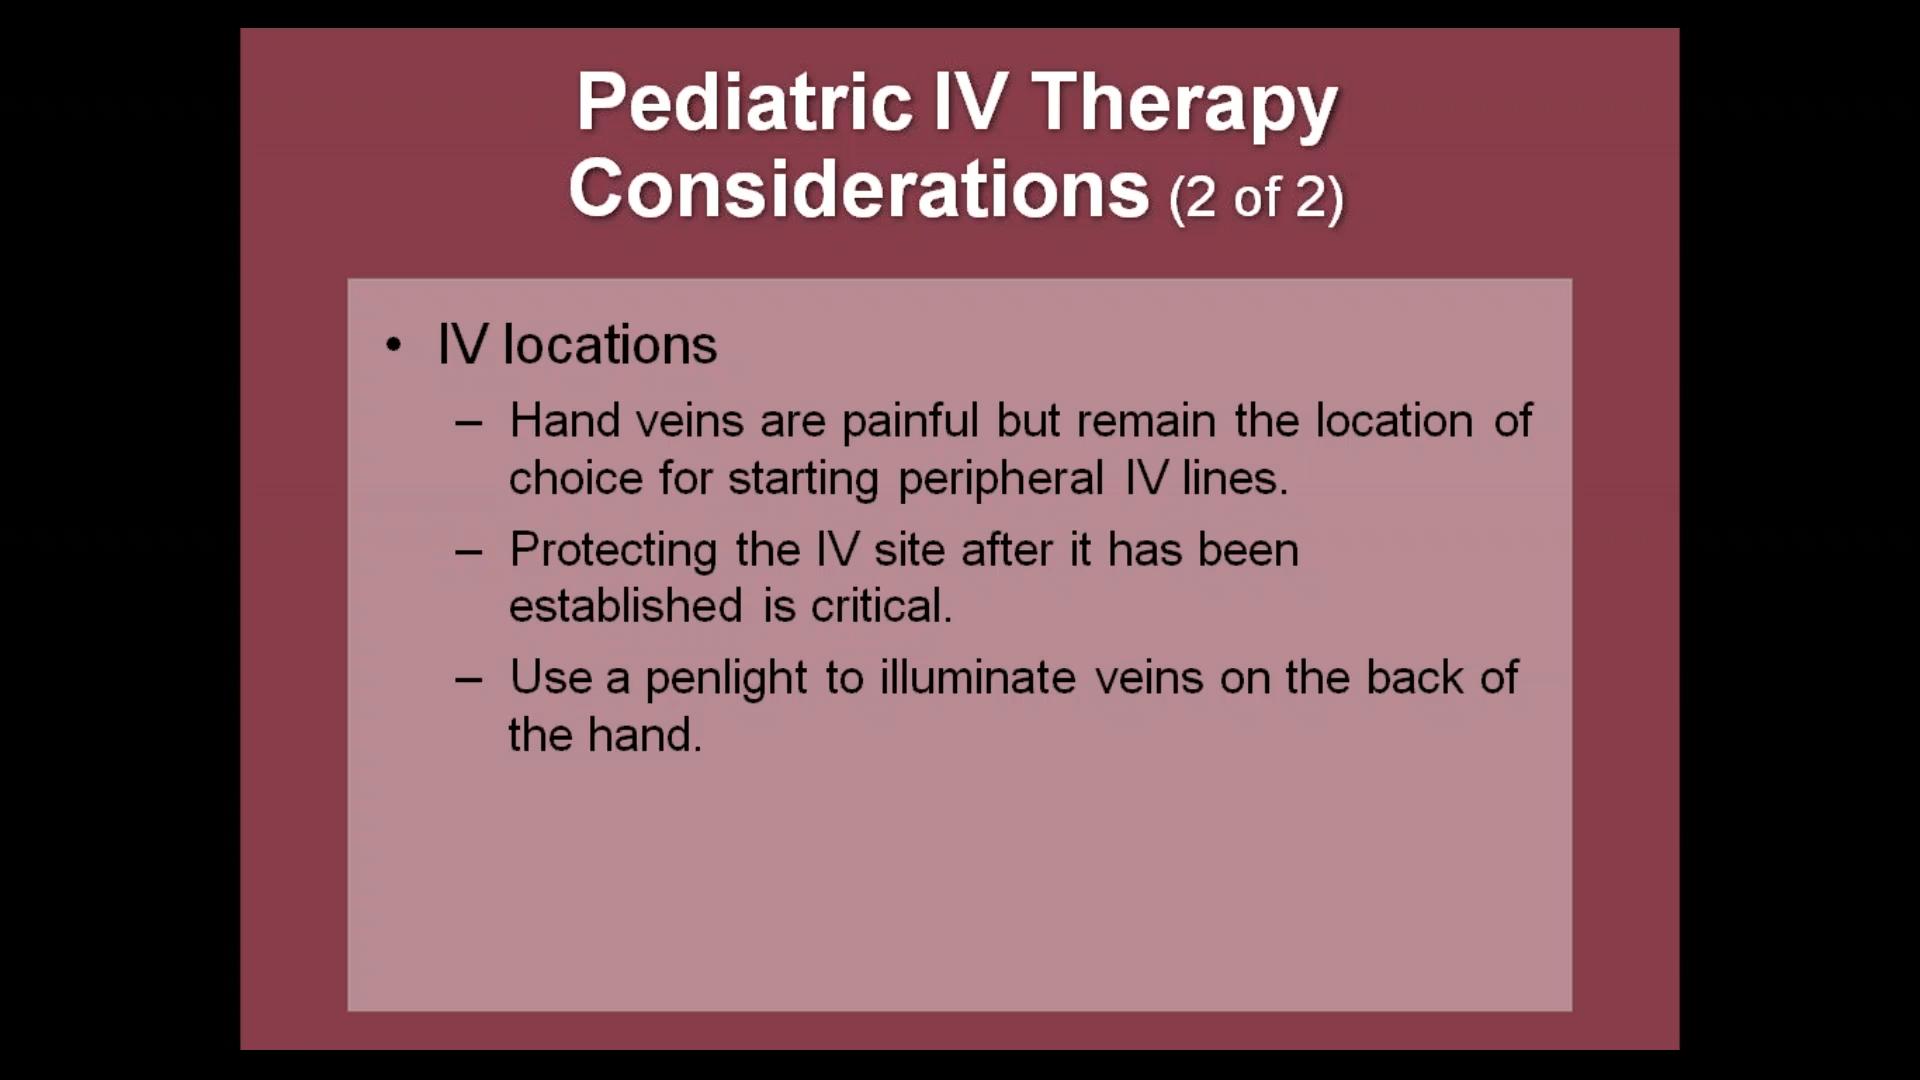 Pediatric IV Therapy
Considerations (2 of 2)
• IV locations
– Hand veins are painful but remain the location of
choice for starting peripheral IV lines.
– Protecting the IV site after it has been
established is critical.
– Use a penlight to illuminate veins on the back of
the hand.